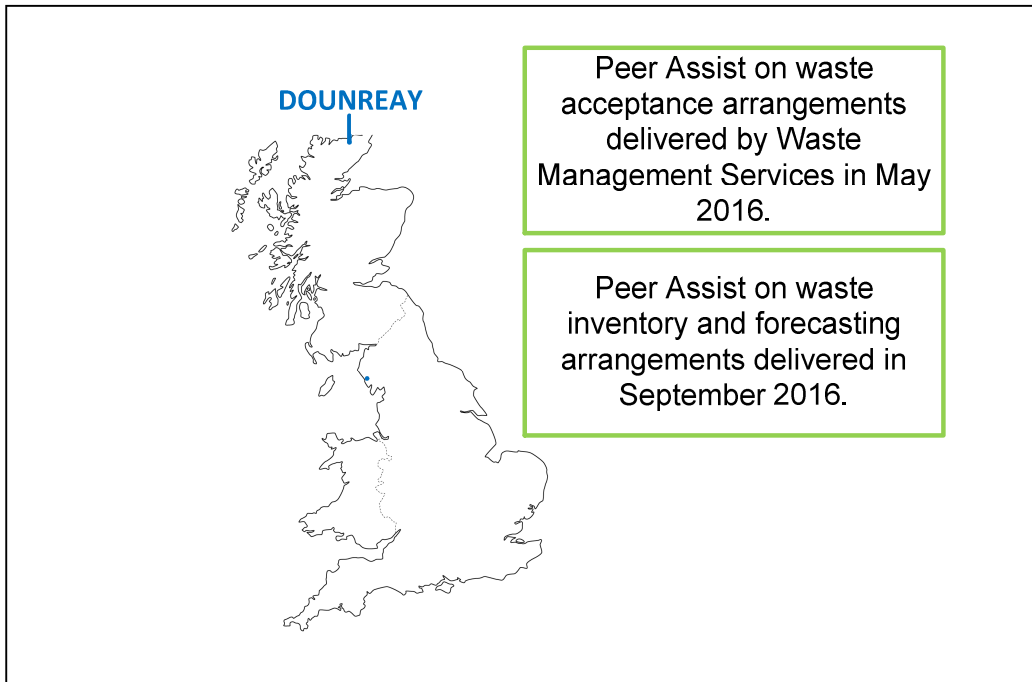 DOUNREAY
Peer Assist on waste
acceptance arrangements
delivered by Waste
Management Services in May
2016.
Peer Assist on waste
inventory and forecasting
arrangements delivered in
September 2016.